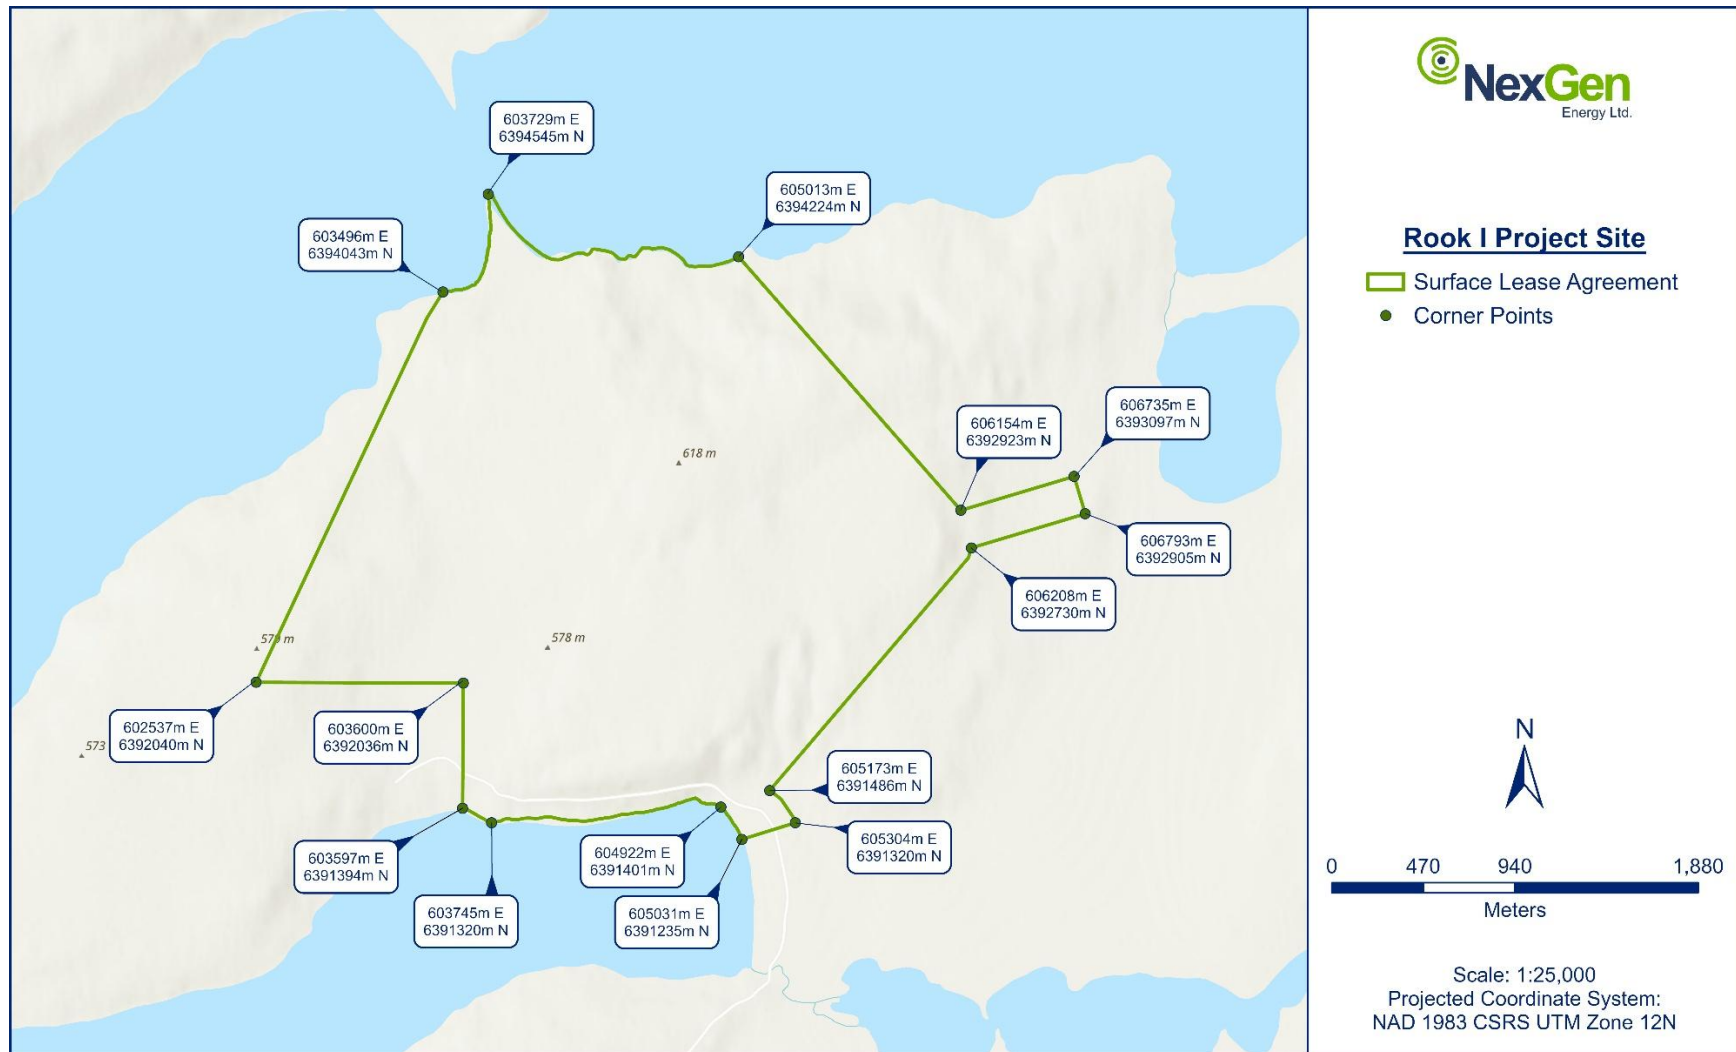 603729m E
6394545m N
605013m E
6394224m N
603496m E
6394043m N
606735m E
6393097m N
606154m E
6392923m N
618 m
606793m E
6392905m N
606208m E
6392730m N
579 m
578 m
602537m E
6392040m N
603600m E
6392036m N
573
605173m E
6391486m N
603597m E
6391394m N
604922m E
6391401m N
605304m E
6391320m N
603745m E
6391320m N
605031m E
6391235m N
NexGen
Energy Ltd.
Rook I Project Site
Surface Lease Agreement
Corner Points
N
0 470 940 1,880
Meters
Scale: 1:25,000
Projected Coordinate System:
NAD 1983 CSRS UTM Zone 12N